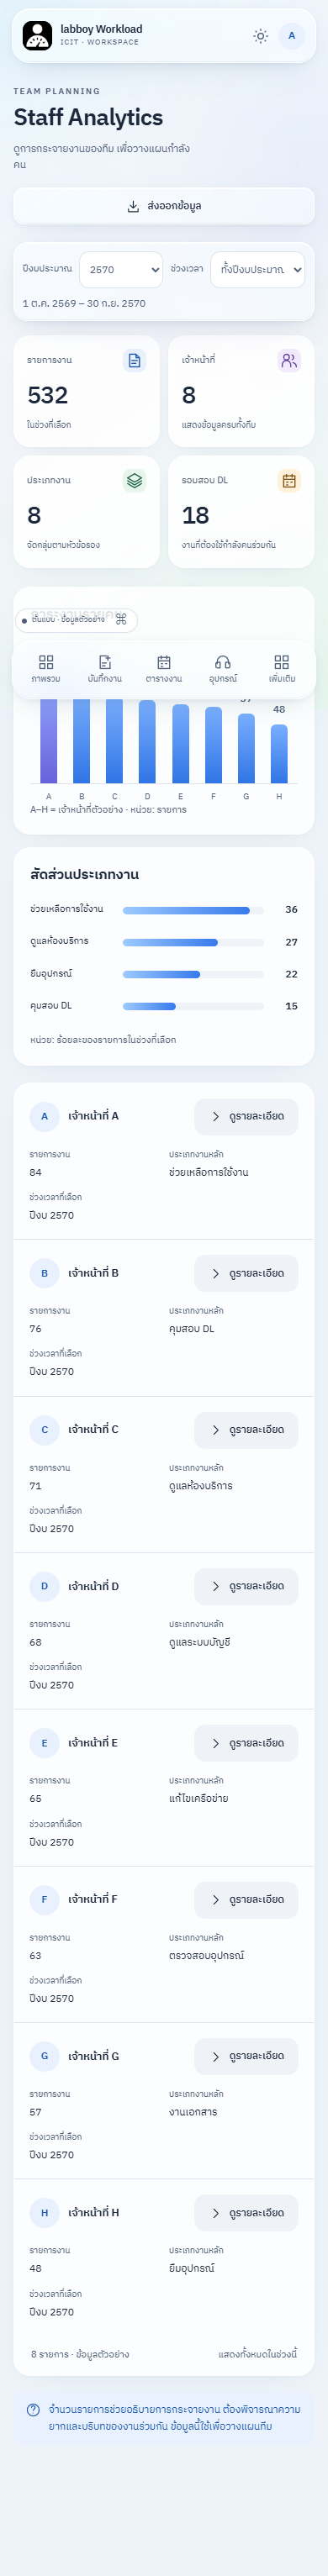 labboy Workload
ICIT · WORKSPACE
A
TEAM PLANNING
Staff Analytics
ดูการกระจายงานของทีม เพื่อวางแผนกำลัง
คน
ส่งออกข้อมูล
ปีงบประมาณ
2570
ช่วงเวลา
ทั้งปีงบประมาณ
1 ต.ค. 2569 – 30 ก.ย. 2570
รายการงาน
532
ในช่วงที่เลือก
เจ้าหน้าที่
8
แสดงข้อมูลครบทั้งทีม
ประเภทงาน
8
จัดกลุ่มตามหัวข้อรอง
รอบสอบ DL
18
งานที่ต้องใช้กำลังคนร่วมกัน
ภาระงานรายคน
ต้นแบบ · ข้อมูลตัวอย่าง ⌘
ภาพรวม
บันทึกงาน
ตารางงาน
อุปกรณ์
เพิ่มเติม
57
48
A
B
C
D
E
F
G
H
A–H = เจ้าหน้าที่ตัวอย่าง · หน่วย: รายการ
สัดส่วนประเภทงาน
ช่วยเหลือการใช้งาน 36
ดูแลห้องบริการ 27
ยืมอุปกรณ์ 22
คุมสอบ DL 15
หน่วย: ร้อยละของรายการในช่วงที่เลือก
A เจ้าหน้าที่ A ดูรายละเอียด
รายการงาน ประเภทงานหลัก
84 ช่วยเหลือการใช้งาน
ช่วงเวลาที่เลือก
ปีงบ 2570
B เจ้าหน้าที่ B ดูรายละเอียด
รายการงาน ประเภทงานหลัก
76 คุมสอบ DL
ช่วงเวลาที่เลือก
ปีงบ 2570
C เจ้าหน้าที่ C ดูรายละเอียด
รายการงาน ประเภทงานหลัก
71 ดูแลห้องบริการ
ช่วงเวลาที่เลือก
ปีงบ 2570
D เจ้าหน้าที่ D ดูรายละเอียด
รายการงาน ประเภทงานหลัก
68 ดูแลระบบบัญชี
ช่วงเวลาที่เลือก
ปีงบ 2570
E เจ้าหน้าที่ E ดูรายละเอียด
รายการงาน ประเภทงานหลัก
65 แก้ไขเครือข่าย
ช่วงเวลาที่เลือก
ปีงบ 2570
F เจ้าหน้าที่ F ดูรายละเอียด
รายการงาน ประเภทงานหลัก
63 ตรวจสอบอุปกรณ์
ช่วงเวลาที่เลือก
ปีงบ 2570
G เจ้าหน้าที่ G ดูรายละเอียด
รายการงาน ประเภทงานหลัก
57 งานเอกสาร
ช่วงเวลาที่เลือก
ปีงบ 2570
H เจ้าหน้าที่ H ดูรายละเอียด
รายการงาน ประเภทงานหลัก
48 ยืมอุปกรณ์
ช่วงเวลาที่เลือก
ปีงบ 2570
8 รายการ · ข้อมูลตัวอย่าง แสดงทั้งหมดในช่วงนี้
จำนวนรายการช่วยอธิบายการกระจายงาน ต้องพิจารณาความ
ยากและบริบทของงานร่วมกัน ข้อมูลนี้ใช้เพื่อวางแผนทีม